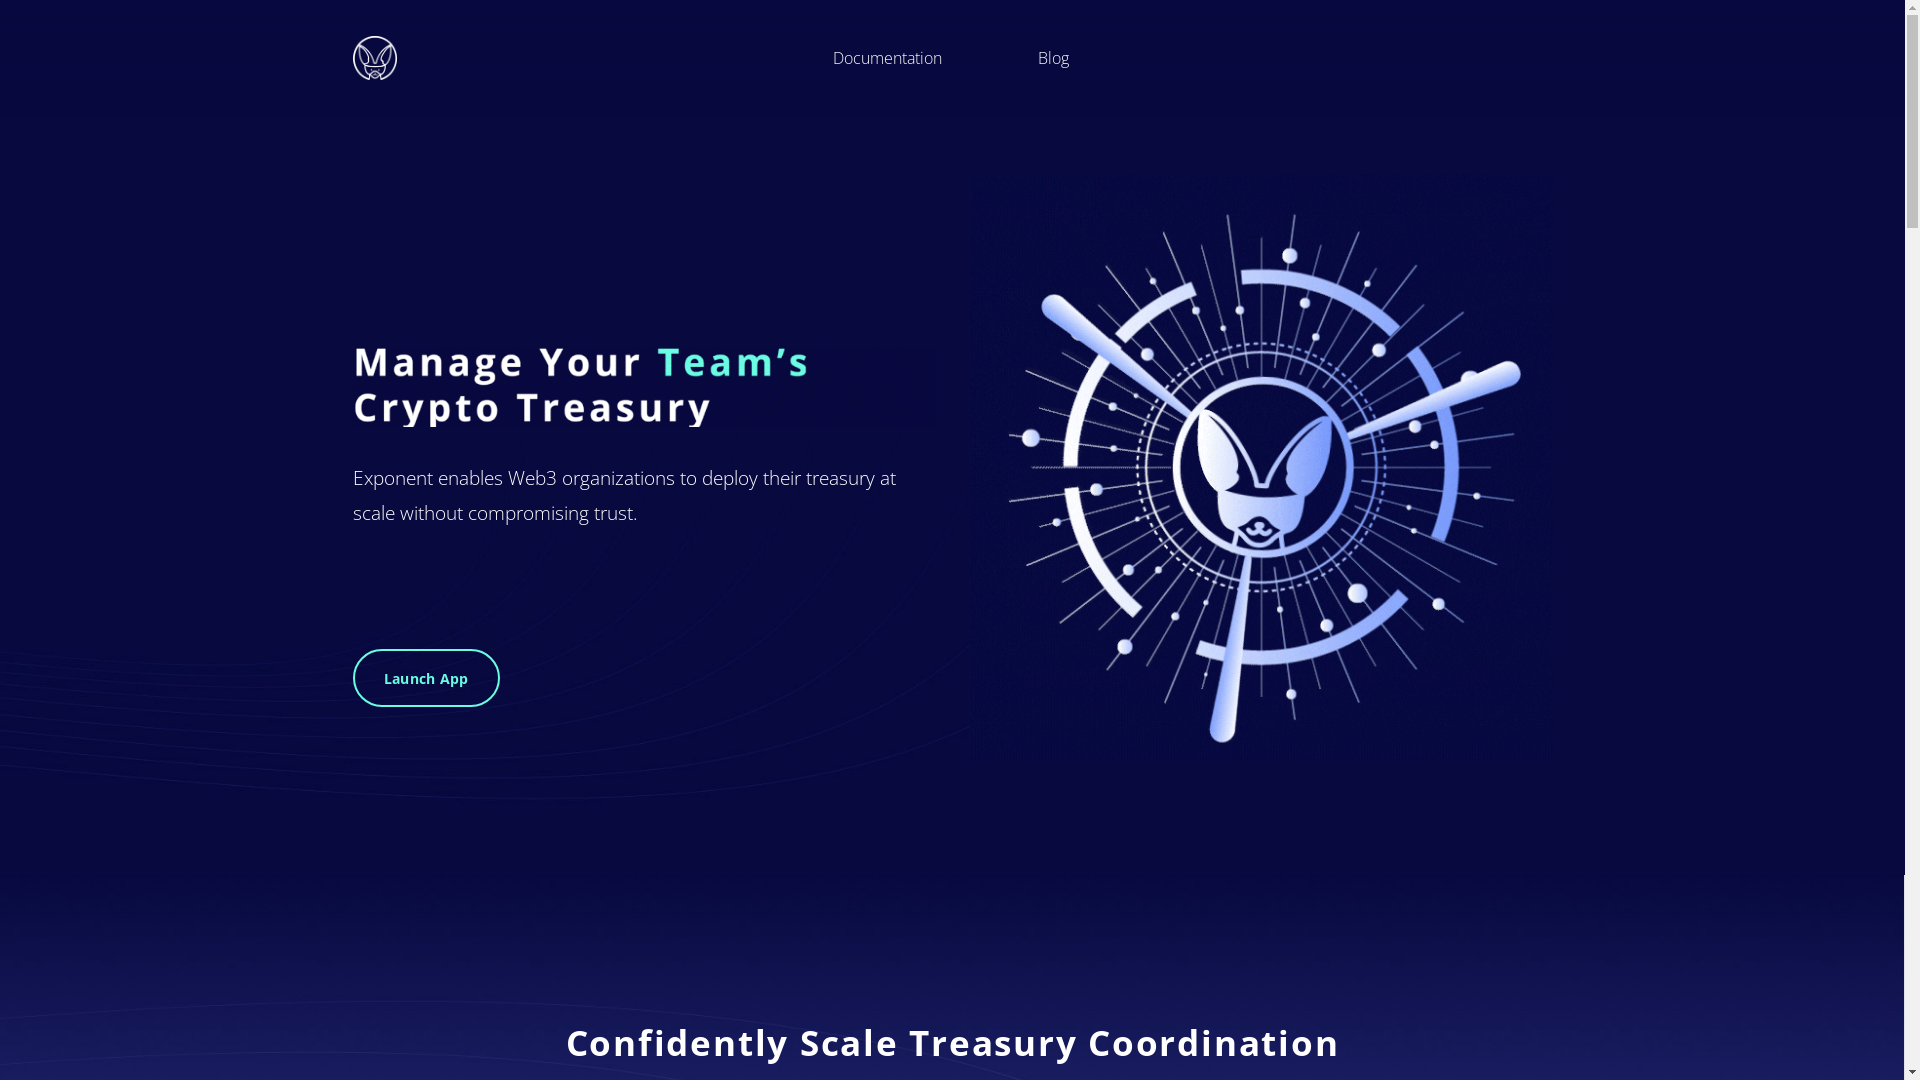 Documentation
Blog
Manage Your Team’s
Crypto Treasury
Exponent enables Web3 organizations to deploy their treasury at
scale without compromising trust.
Launch App
Confidently Scale Treasury Coordination